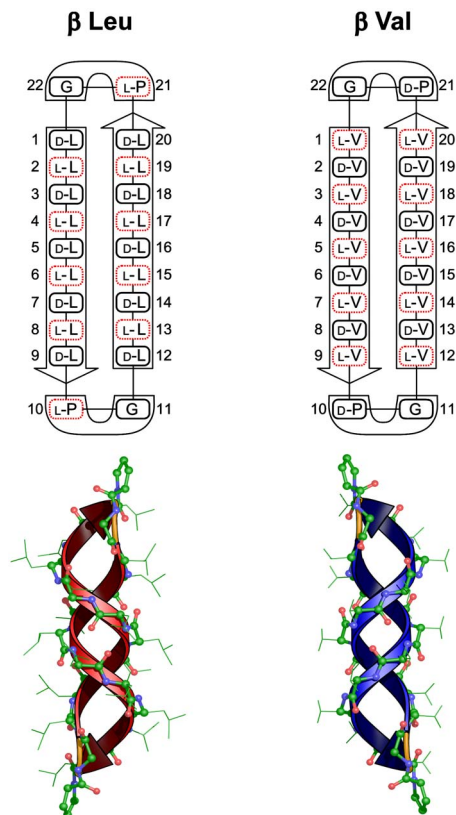 β Leu β Val
22 G L-P 21 22 G D-P 21
1 D-L D-L 20 1 L-V L-V 20
2 L-L L-L 19 2 D-V D-V 19
3 D-L D-L 18 3 L-V L-V 18
4 L-L L-L 17 4 D-V D-V 17
5 D-L D-L 16 5 L-V L-V 16
6 L-L L-L 15 6 D-V D-V 15
7 D-L D-L 14 7 L-V L-V 14
8 L-L L-L 13 8 D-V D-V 13
9 D-L D-L 12 9 L-V L-V 12
10 L-P G 11 10 D-P G 11